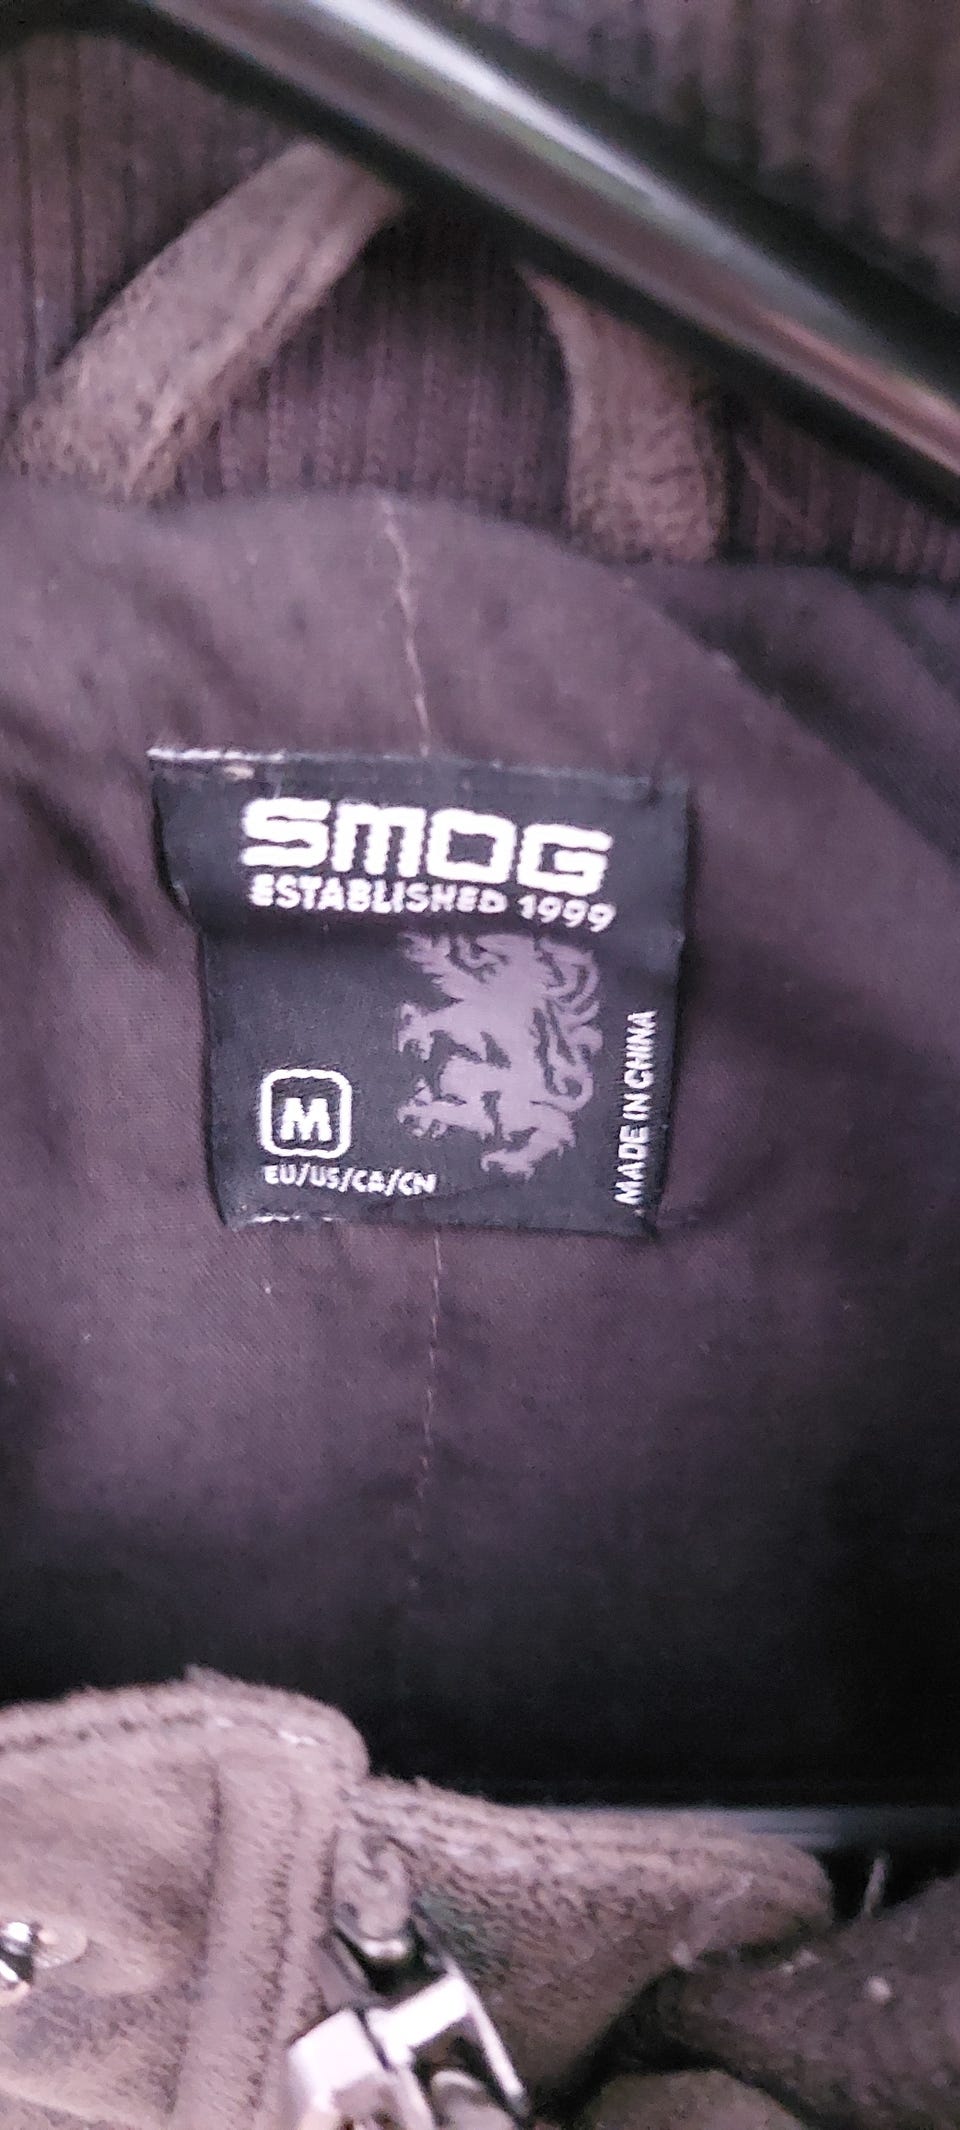 SMOG
ESTABLISHED 1999
M
EU/US/CA/CN
MADE IN CHINA